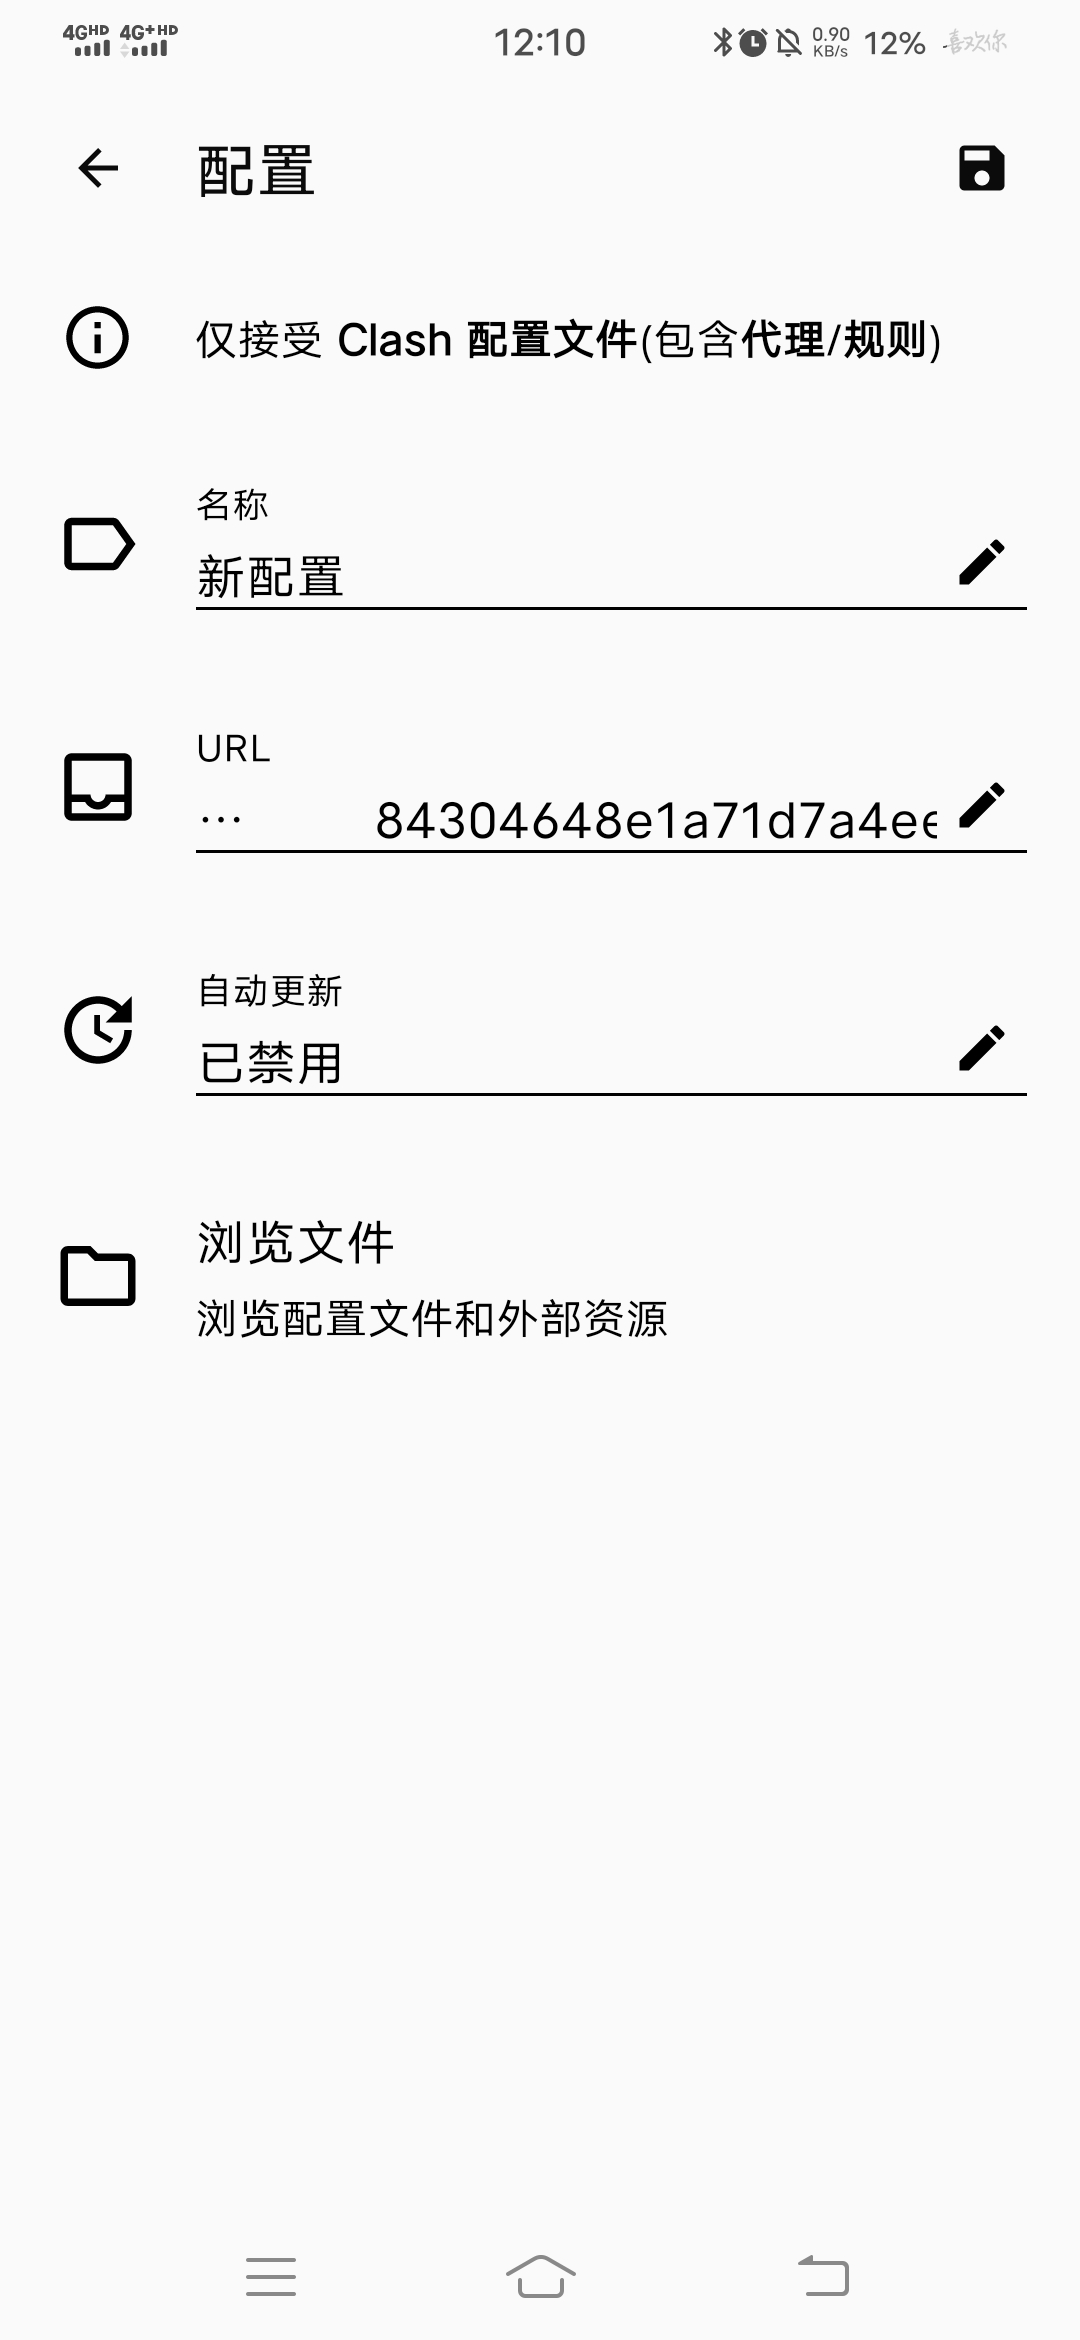 4GHD 4G+HD 12:10 0.90 KB/s 12% 喜欢你
配置
仅接受 Clash 配置文件(包含代理/规则)
名称
新配置
URL
... 84304648e1a71d7a4ee
自动更新
已禁用
浏览文件
浏览配置文件和外部资源